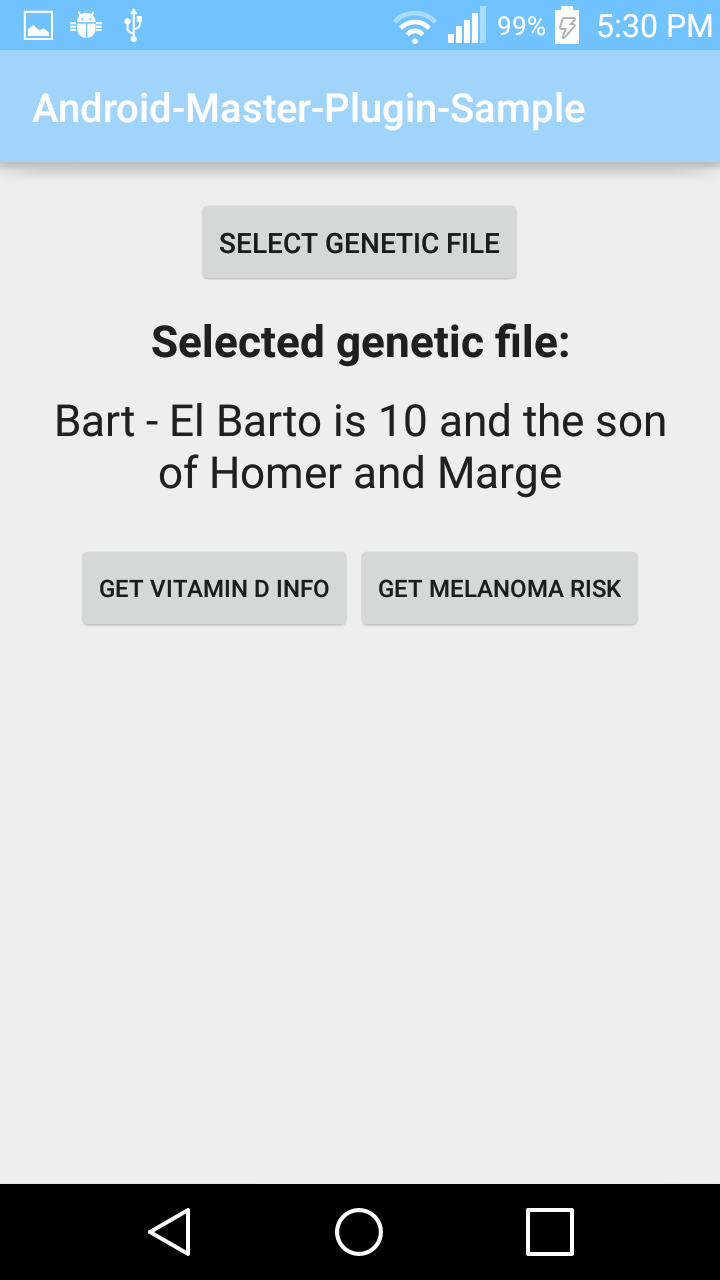 99% 5:30 PM
Android-Master-Plugin-Sample
SELECT GENETIC FILE
Selected genetic file:
Bart - El Barto is 10 and the son
of Homer and Marge
GET VITAMIN D INFO
GET MELANOMA RISK